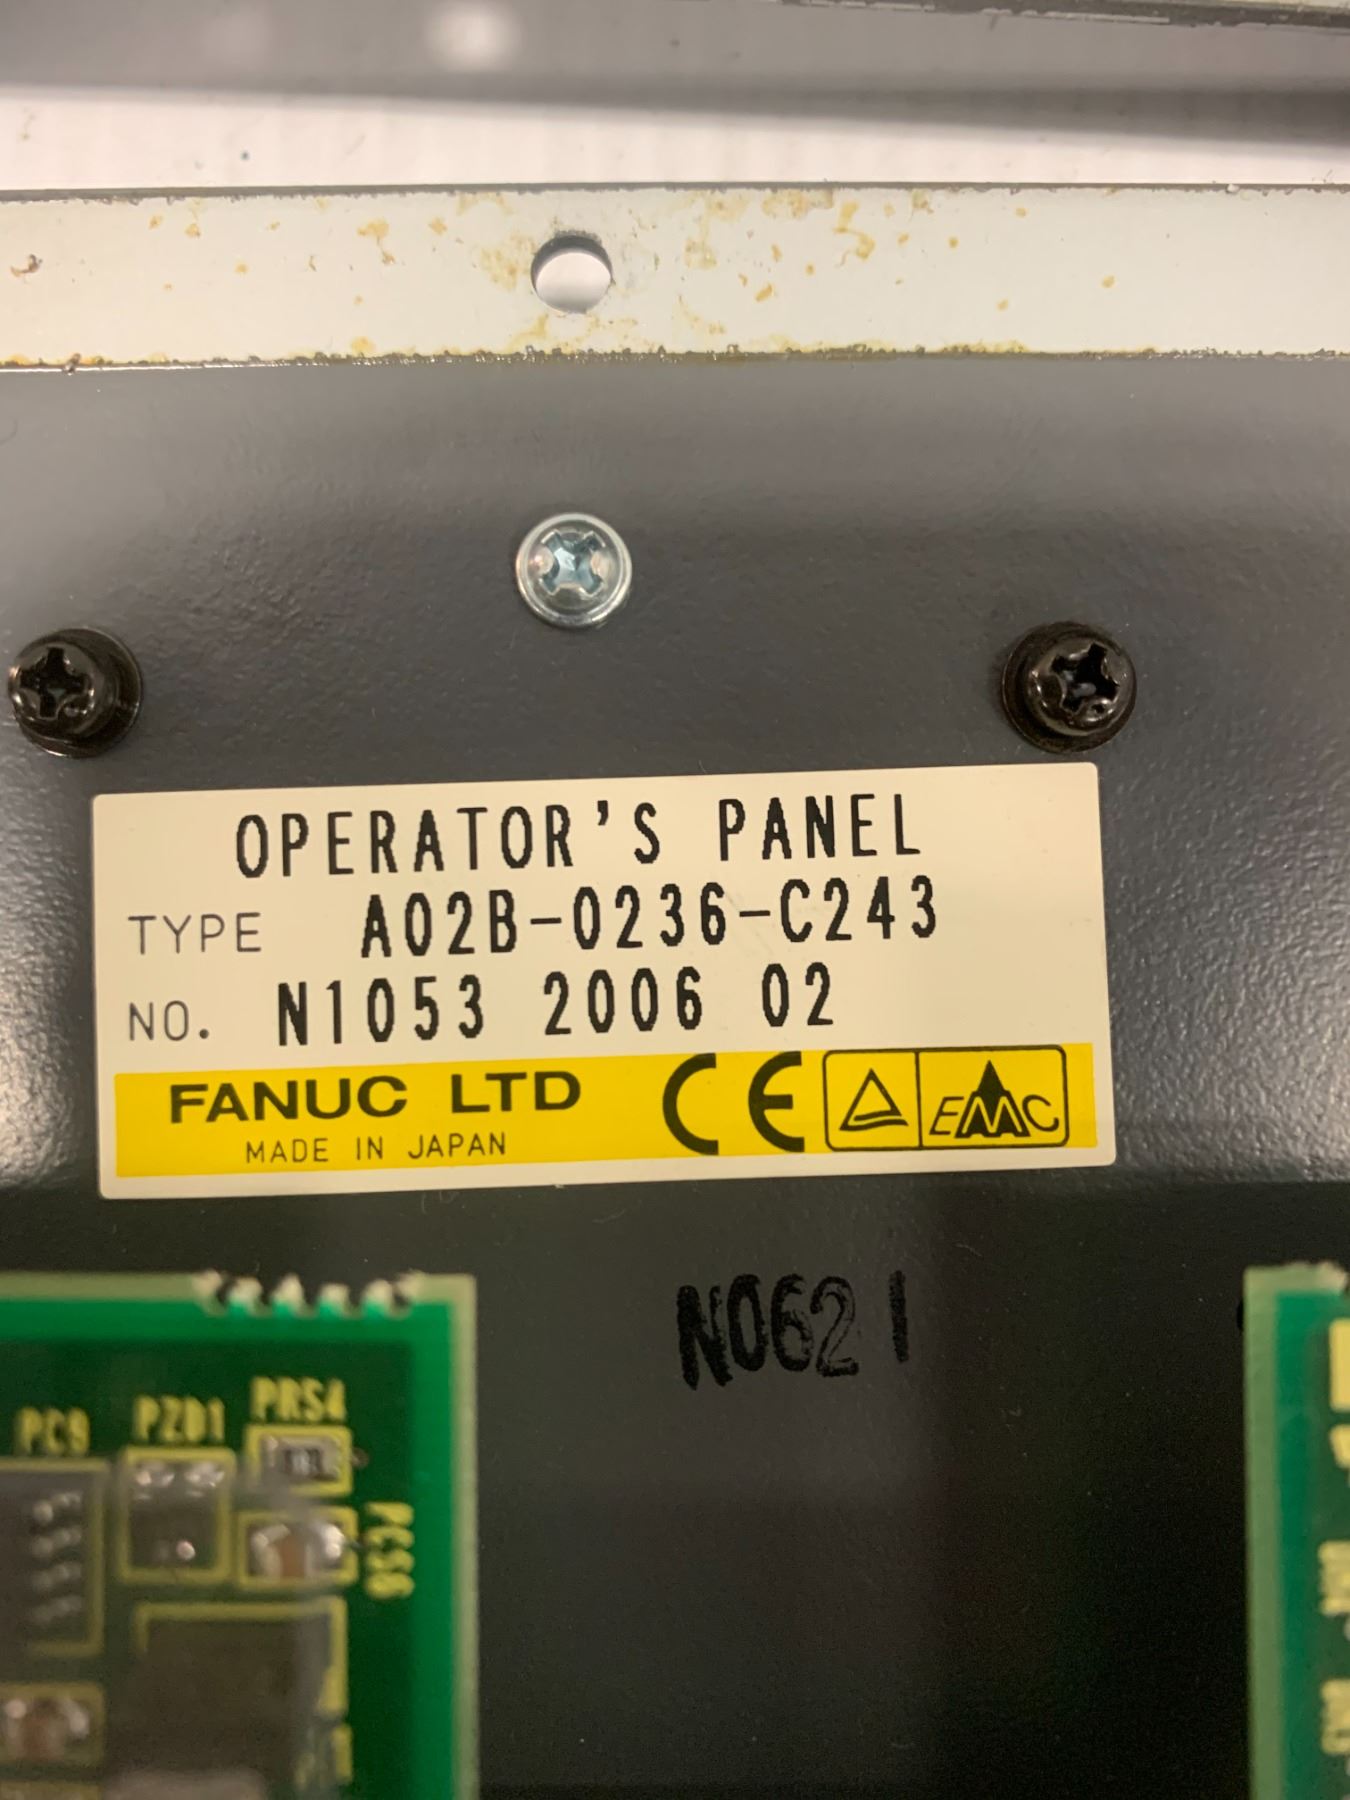 OPERATOR'S PANEL
TYPE A02B-0236-C243
NO. N1053 2006 02
FANUC LTD CE EMC
MADE IN JAPAN
N0621
PC9 PZD1 PRS4
PC56